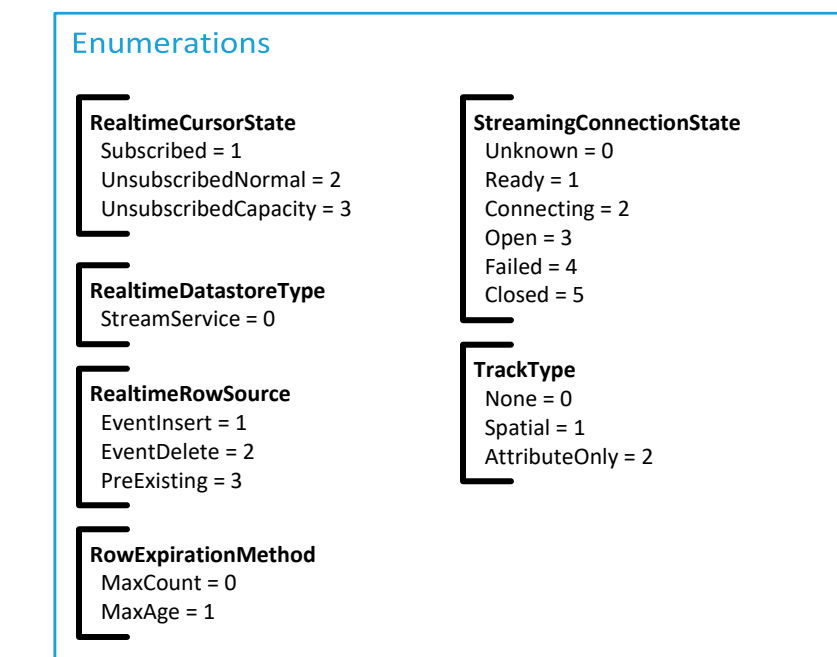 Enumerations
RealtimeCursorState
Subscribed = 1
UnsubscribedNormal = 2
UnsubscribedCapacity = 3
RealtimeDatastoreType
StreamService = 0
RealtimeRowSource
EventInsert = 1
EventDelete = 2
PreExisting = 3
RowExpirationMethod
MaxCount = 0
MaxAge = 1
StreamingConnectionState
Unknown = 0
Ready = 1
Connecting = 2
Open = 3
Failed = 4
Closed = 5
TrackType
None = 0
Spatial = 1
AttributeOnly = 2